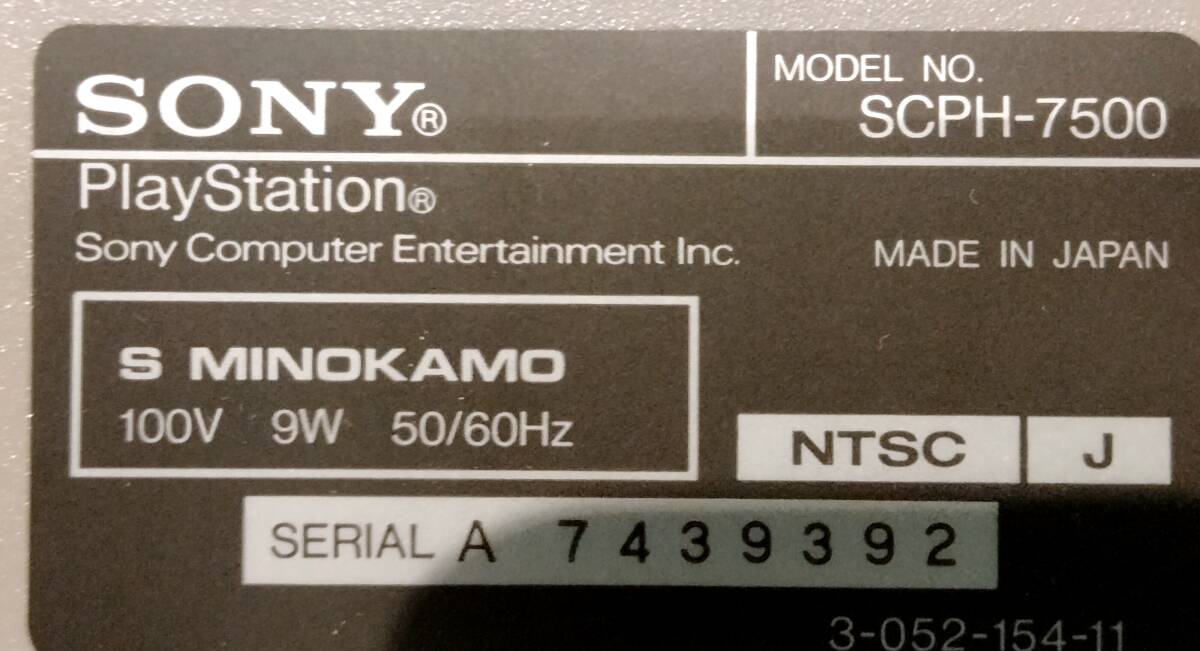 SONY®
MODEL NO.
SCPH-7500
PlayStation®
Sony Computer Entertainment Inc.
MADE IN JAPAN
S MINOKAMO
100V 9W 50/60Hz
NTSC J
SERIAL A 7439392
3-052-154-11